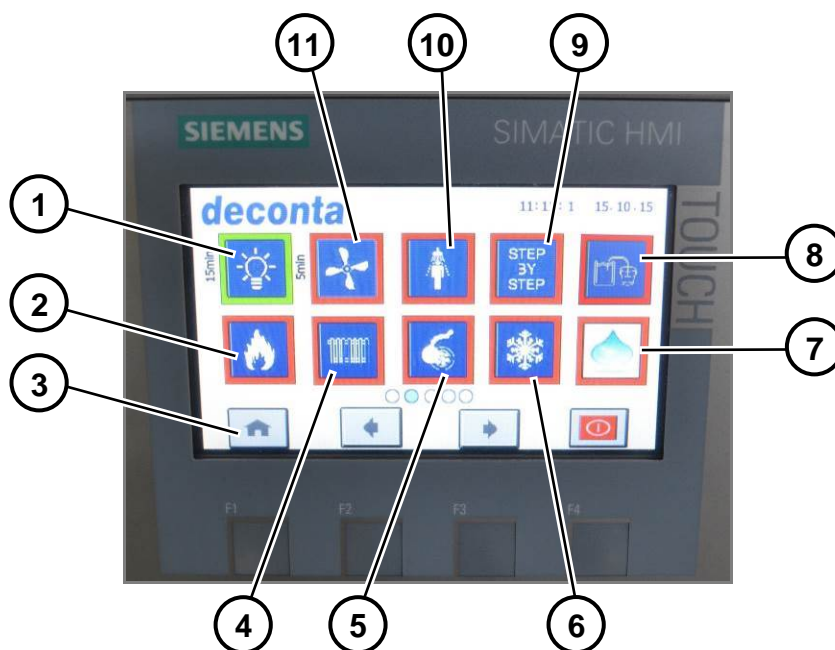 11 10 9
SIEMENS SIMATIC HMI
TOUCH
deconta 15.10.15
1
15min 5min
STEP
BY
STEP
8
2
7
3
F1 F2 F3 F4
4 5 6